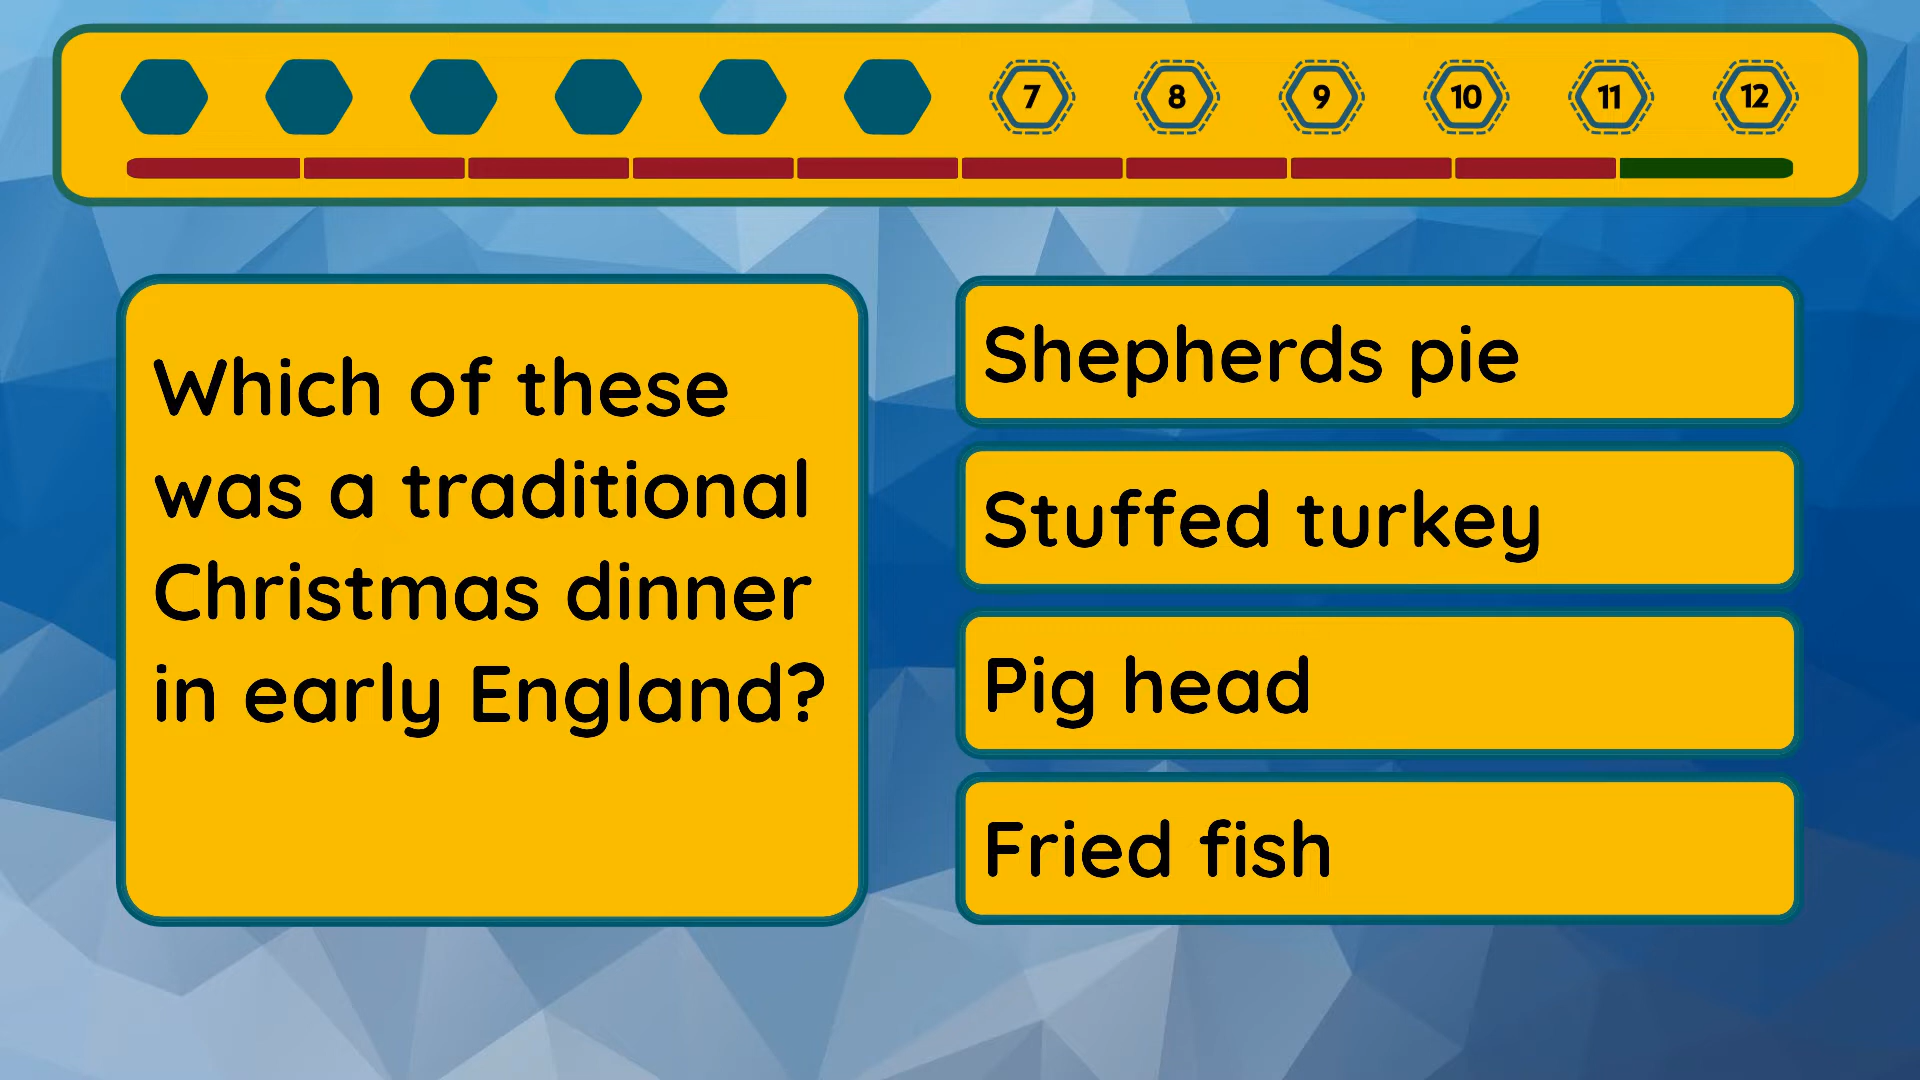 7 8 9 10 11 12
Which of these
was a traditional
Christmas dinner
in early England?
Shepherds pie
Stuffed turkey
Pig head
Fried fish